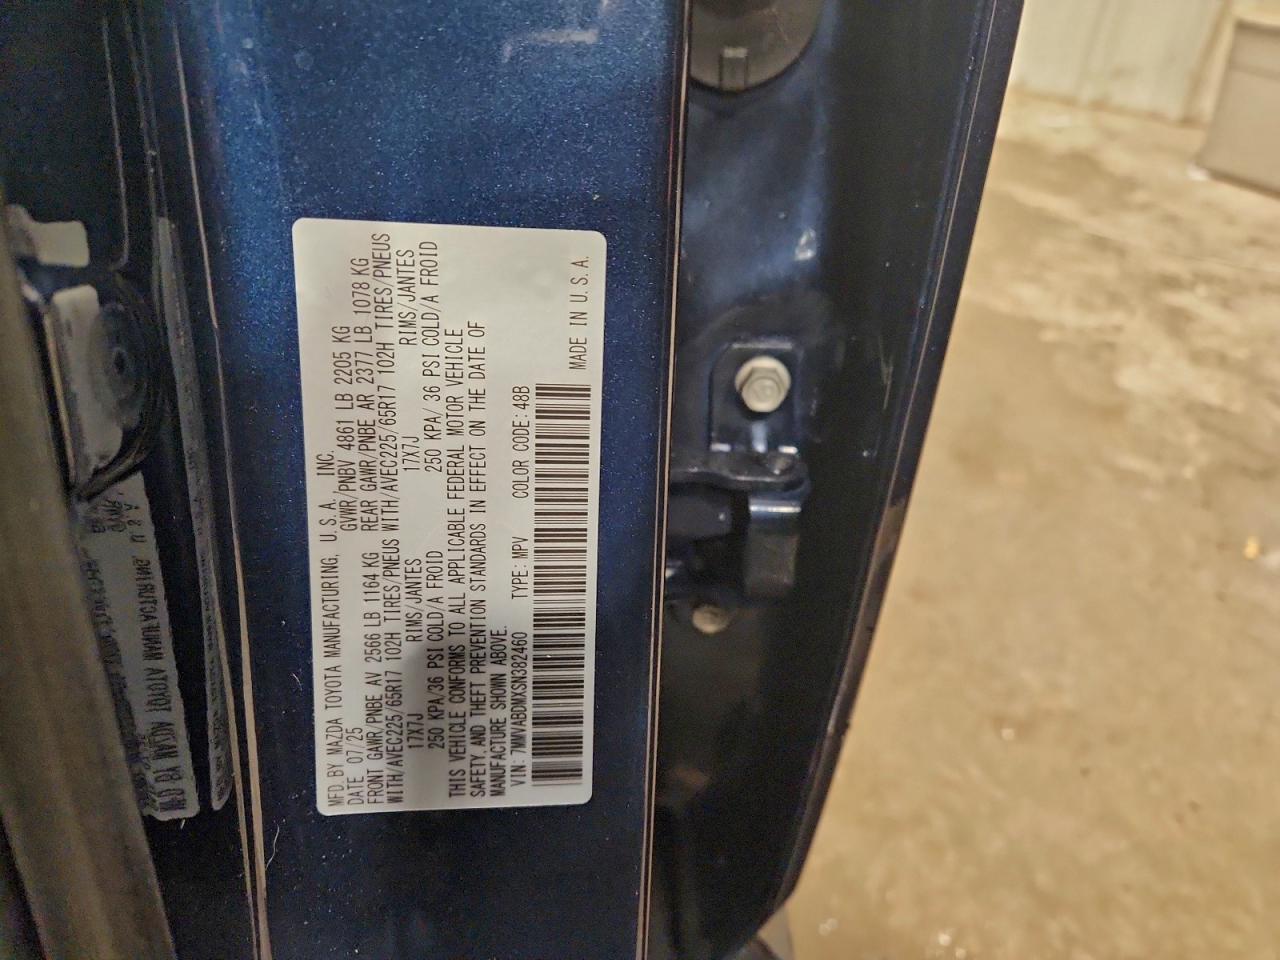 MFD BY MAZDA TOYOTA MANUFACTURING, U.S.A., INC.
DATE 07/25 GVWR/PNBV 4861 LB 2205 KG
FRONT GAWR/PNBE AV 2566 LB 1164 KG REAR GAWR/PNBE AR 2377 LB 1078 KG
WITH/AVEC225/65R17 102H TIRES/PNEUS WITH/AVEC225/65R17 102H TIRES/PNEUS
17X7J RIMS/JANTES 17X7J RIMS/JANTES
250 KPA/36 PSI COLD/A FROID 250 KPA/ 36 PSI COLD/A FROID
THIS VEHICLE CONFORMS TO ALL APPLICABLE FEDERAL MOTOR VEHICLE
SAFETY, AND THEFT PREVENTION STANDARDS IN EFFECT ON THE DATE OF
MANUFACTURE SHOWN ABOVE.
VIN: 7MMVABDMXSN382460 TYPE: MPV COLOR CODE: 48B
MADE IN U.S.A.